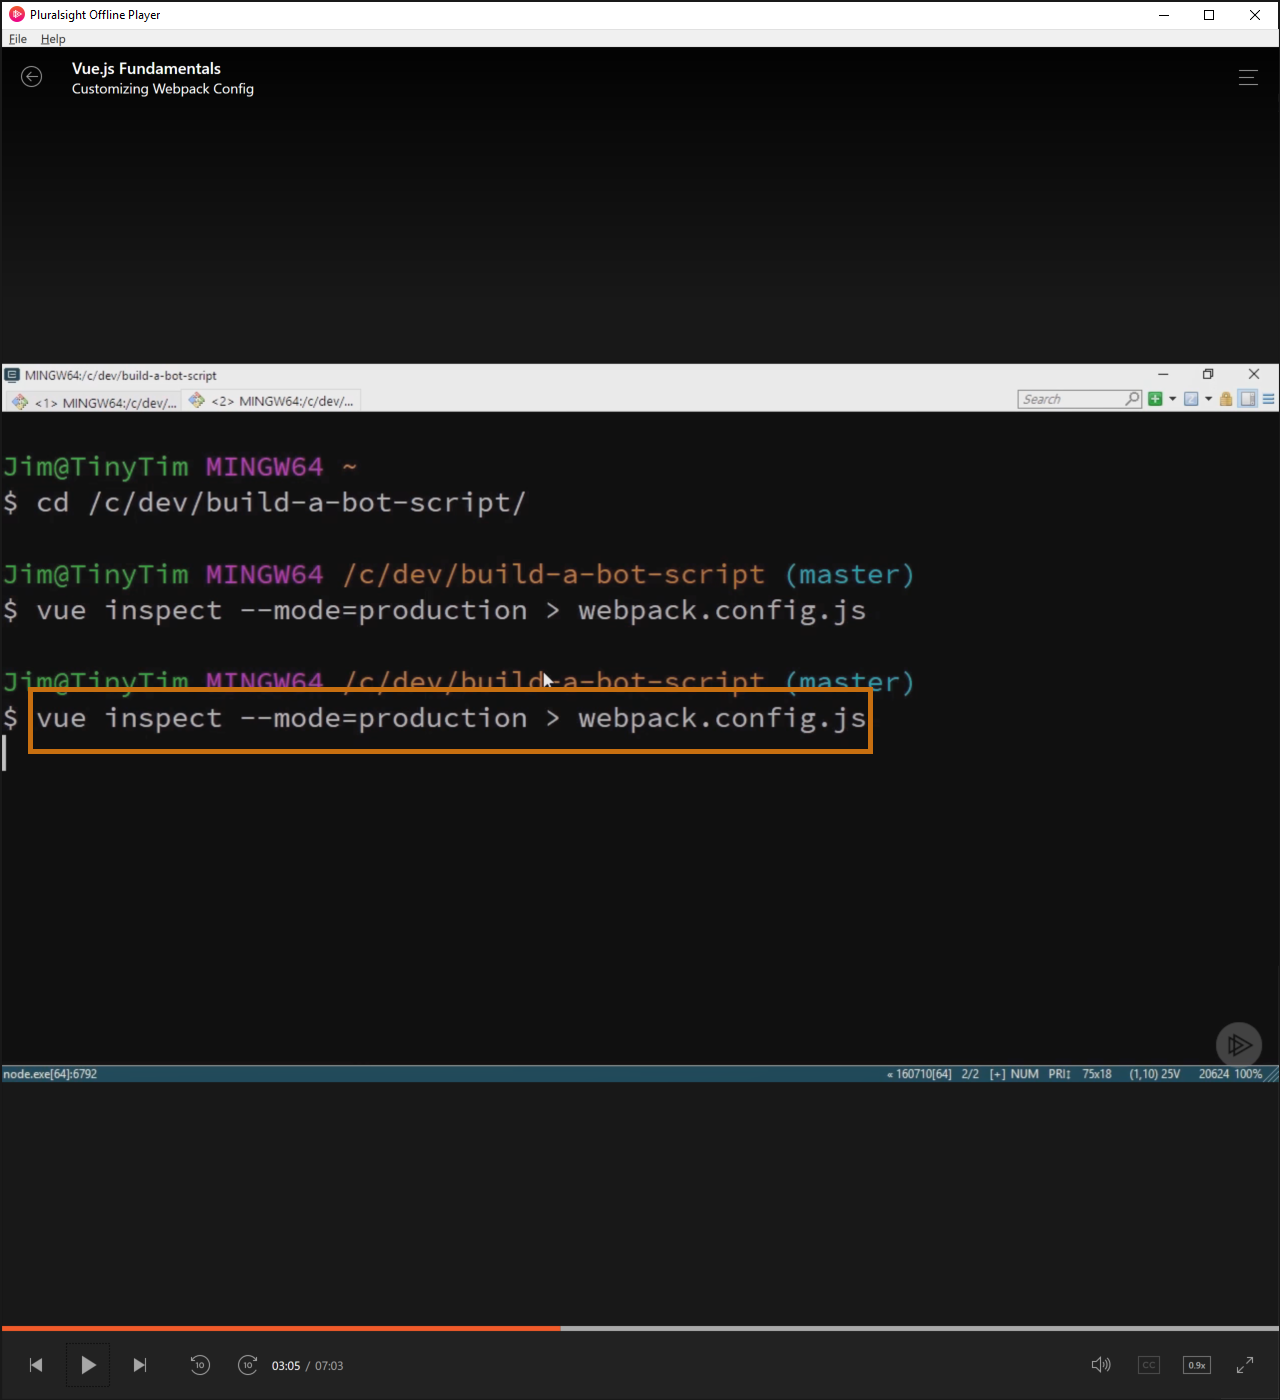 Pluralsight Offline Player
File Help
Vue.js Fundamentals
Customizing Webpack Config
MINGW64:/c/dev/build-a-bot-script
<1> MINGW64:/c/dev/... <2> MINGW64:/c/dev/... Search
Jim@TinyTim MINGW64 ~
$ cd /c/dev/build-a-bot-script/
Jim@TinyTim MINGW64 /c/dev/build-a-bot-script (master)
$ vue inspect --mode=production > webpack.config.js
Jim@TinyTim MINGW64 /c/dev/build-a-bot-script (master)
$ vue inspect --mode=production > webpack.config.js
node.exe[64]:6792 « 160710[64] 2/2 [+] NUM PRI↕ 75x18 (1,10) 25V 20624 100%
10 10 03:05 / 07:03 CC 0.9x